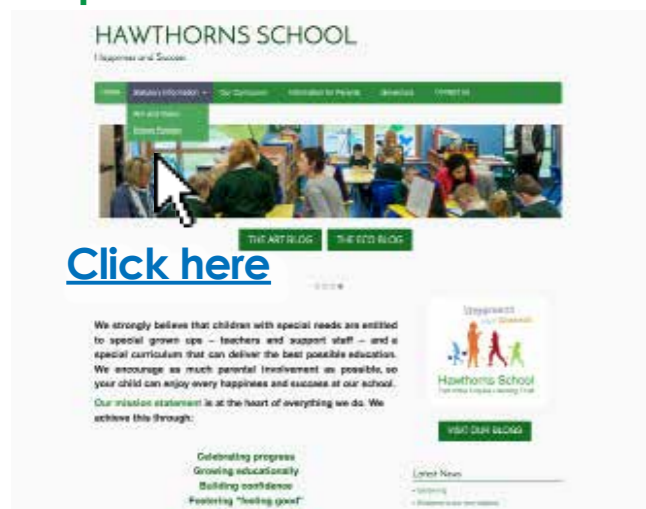 HAWTHORNS SCHOOL
Happiness and Success
Home Statutory Information Our Curriculum Information for Parents Contact Us
THE ART BLOG THE ECO BLOG
Click here
We strongly believe that children with special needs are entitled
to special grown ups – teachers and support staff – and a
special curriculum that can deliver the best possible education.
We encourage as much parental involvement as possible, so
your child can enjoy every happiness and success at our school.
Our mission statement is at the heart of everything we do. We
achieve this through:
Celebrating progress
Growing educationally
Building confidence
Fostering "feeling good"
Happiness
and Success
Hawthorns School
VISIT OUR BLOGS
Latest News